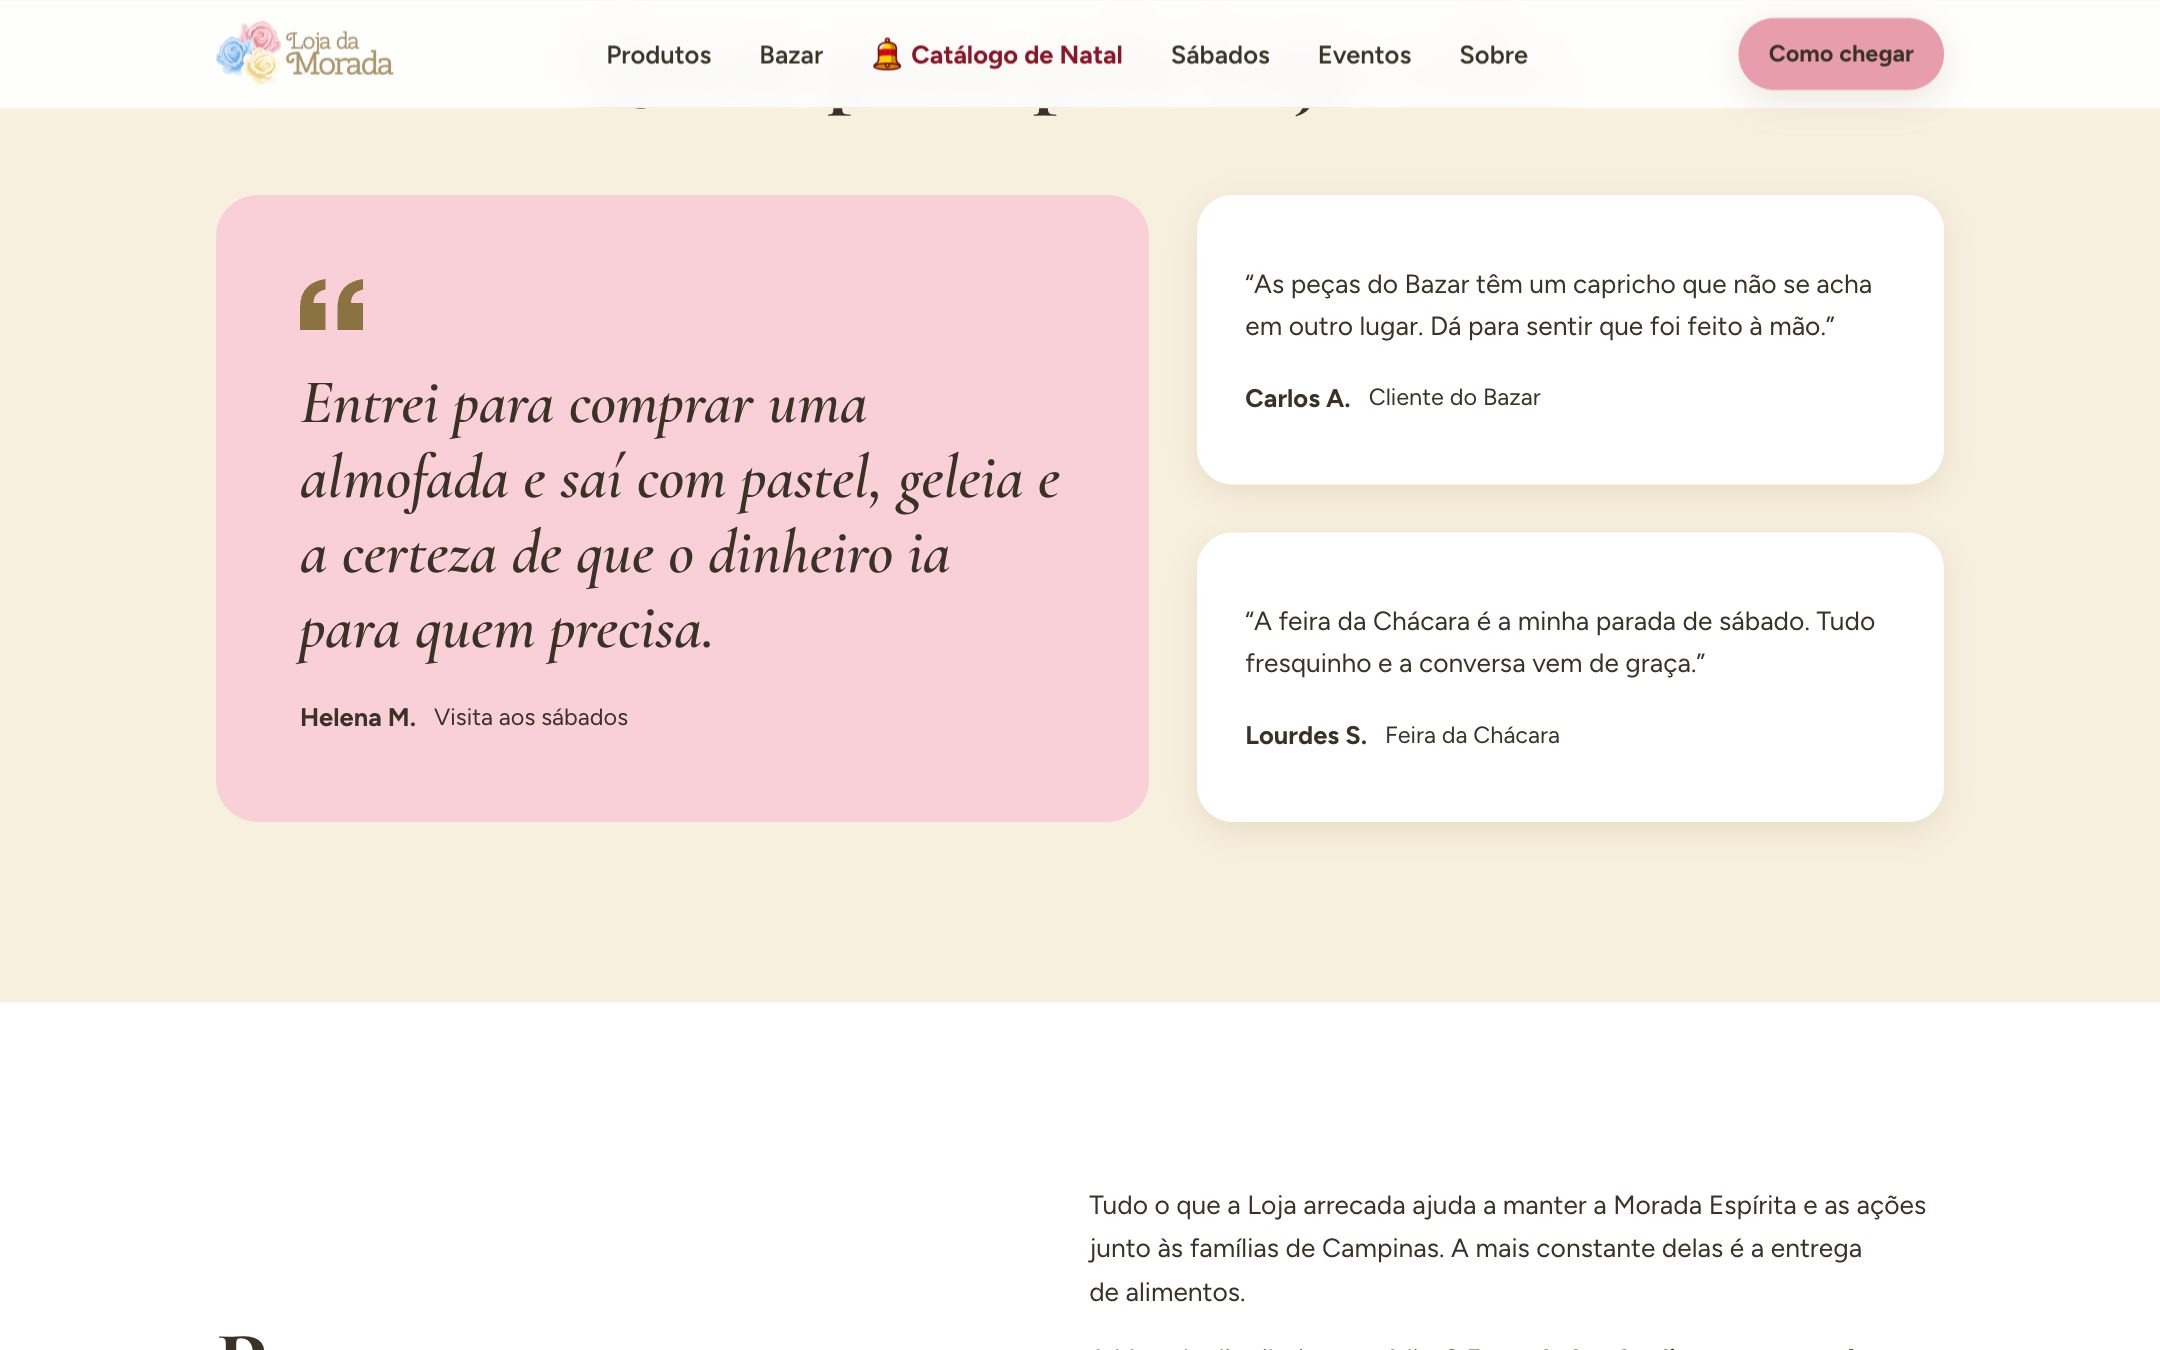 Loja da
Morada
Produtos
Bazar
Catálogo de Natal
Sábados
Eventos
Sobre
Como chegar
Entrei para comprar uma
almofada e saí com pastel, geleia e
a certeza de que o dinheiro ia
para quem precisa.
Helena M. Visita aos sábados
“As peças do Bazar têm um capricho que não se acha
em outro lugar. Dá para sentir que foi feito à mão.”
Carlos A. Cliente do Bazar
“A feira da Chácara é a minha parada de sábado. Tudo
fresquinho e a conversa vem de graça.”
Lourdes S. Feira da Chácara
Tudo o que a Loja arrecada ajuda a manter a Morada Espírita e as ações
junto às famílias de Campinas. A mais constante delas é a entrega
de alimentos.